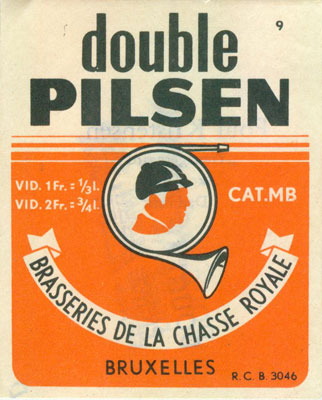 9
double
PILSEN
VID. 1Fr. = 1/3 l.
VID. 2Fr. = 3/4 l.
CAT.MB
BRASSERIES DE LA CHASSE ROYALE
BRUXELLES
R.C.B. 3046